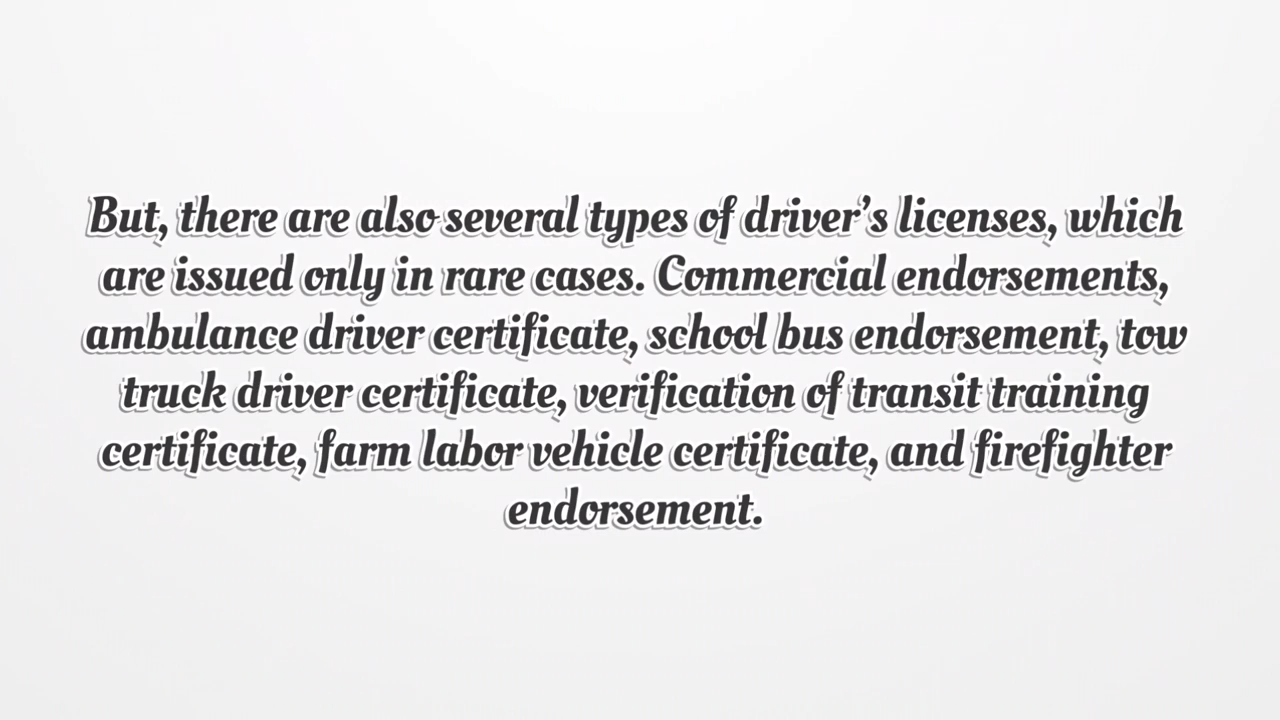 But, there are also several types of driver’s licenses, which
are issued only in rare cases. Commercial endorsements,
ambulance driver certificate, school bus endorsement, tow
truck driver certificate, verification of transit training
certificate, farm labor vehicle certificate, and firefighter
endorsement.